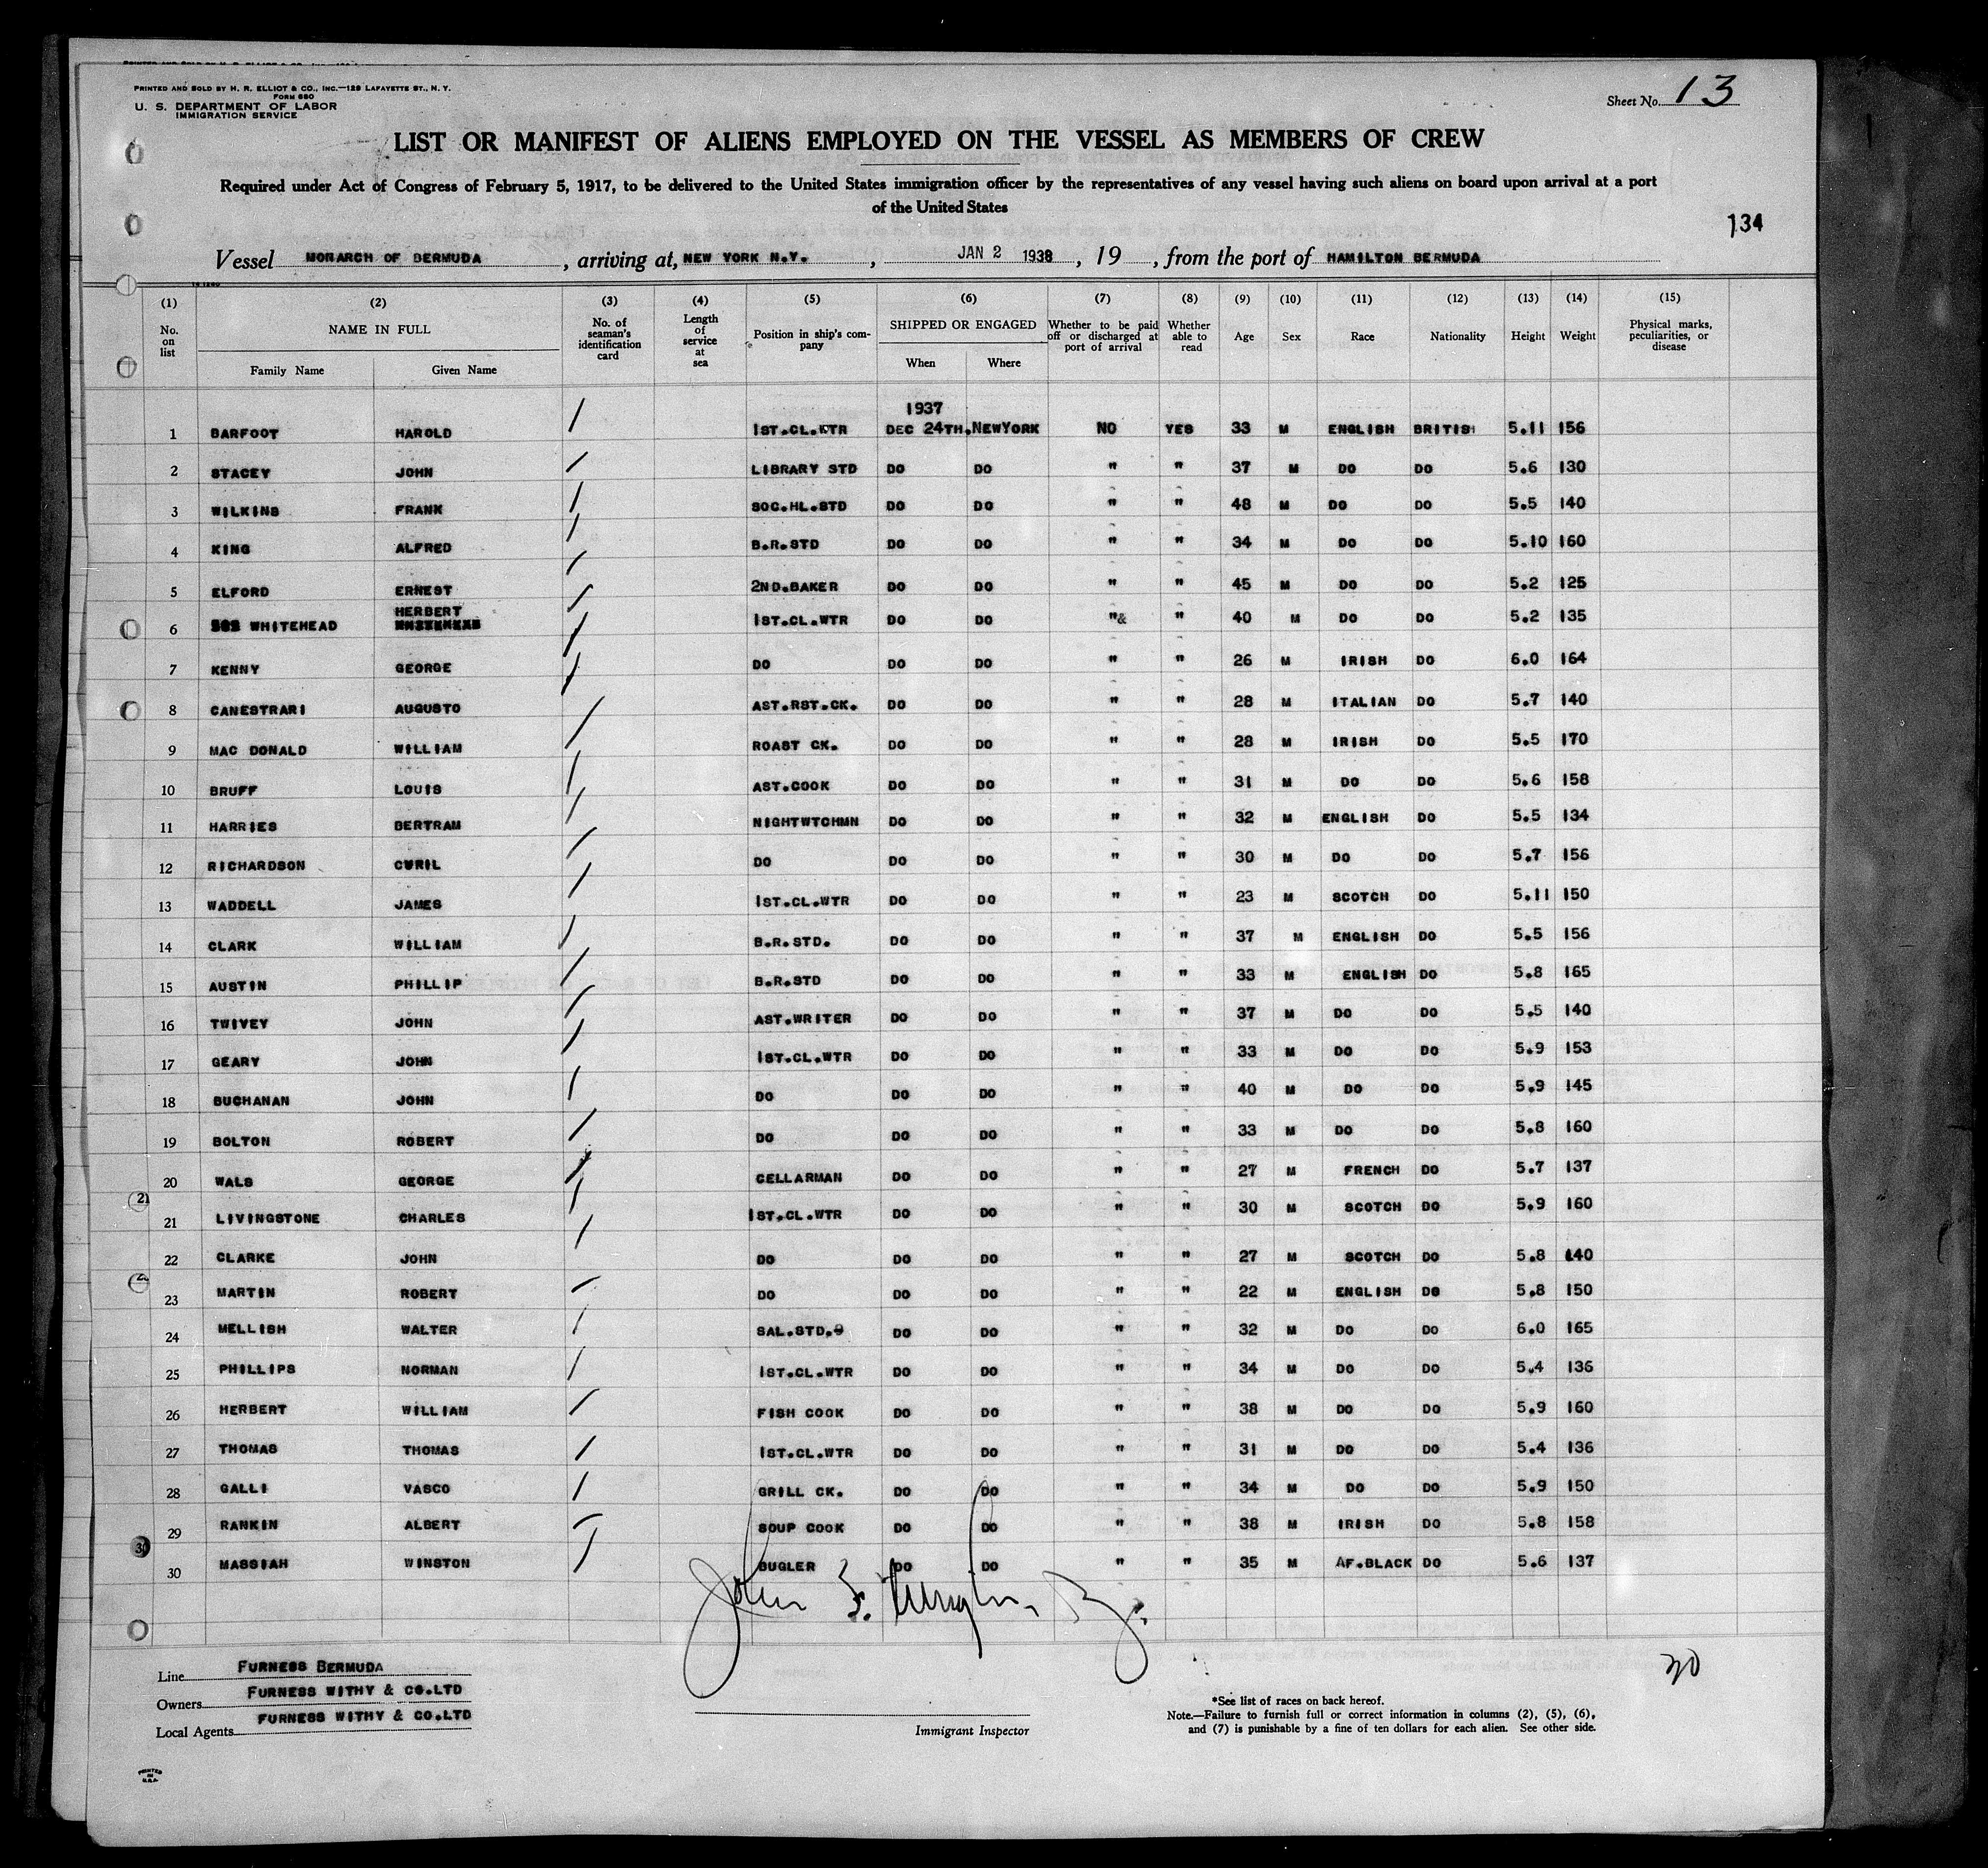 PRINTED AND SOLD BY H. R. ELLIOT & CO., INC.—129 LAFAYETTE ST., N. Y.
FORM 680
U. S. DEPARTMENT OF LABOR
IMMIGRATION SERVICE
Sheet No. 13
LIST OR MANIFEST OF ALIENS EMPLOYED ON THE VESSEL AS MEMBERS OF CREW
Required under Act of Congress of February 5, 1917, to be delivered to the United States immigration officer by the representatives of any vessel having such aliens on board upon arrival at a port
of the United States
134
Vessel MONARCH OF BERMUDA, arriving at, NEW YORK N.Y., JAN 2 1938, 19 , from the port of HAMILTON BERMUDA
(1) (2) (3) (4) (5) (6) (7) (8) (9) (10) (11) (12) (13) (14) (15)
No. on list NAME IN FULL Family Name Given Name No. of seaman's identification card Length of service at sea Position in ship's company SHIPPED OR ENGAGED When Where Whether to be paid off or discharged at port of arrival Whether able to read Age Sex Race Nationality Height Weight Physical marks, peculiarities, or disease
1937
1 BARFOOT HAROLD 1ST.CL.WTR DEC 24TH. NEWYORK NO YES 33 M ENGLISH BRITISH 5.11 156
2 STACEY JOHN LIBRARY STD DO DO " " 37 M DO DO 5.6 130
3 WILKINS FRANK SOC.HL.STD DO DO " " 48 M DO DO 5.5 140
4 KING ALFRED B.R.STD DO DO " " 34 M DO DO 5.10 160
5 ELFORD ERNEST 2ND.BAKER DO DO " " 45 M DO DO 5.2 125
6 WHITEHEAD HERBERT 1ST.CL.WTR DO DO "& " 40 M DO DO 5.2 135
7 KENNY GEORGE DO DO DO " " 26 M IRISH DO 6.0 164
8 CANESTRARI AUGUSTO AST.RST.CK. DO DO " " 28 M ITALIAN DO 5.7 140
9 MAC DONALD WILLIAM ROAST CK. DO DO " " 28 M IRISH DO 5.5 170
10 BRUFF LOUIS AST.COOK DO DO " " 31 M DO DO 5.6 158
11 HARRIES BERTRAM NIGHTWTCHMN DO DO " " 32 M ENGLISH DO 5.5 134
12 RICHARDSON CURIL DO DO DO " " 30 M DO DO 5.7 156
13 WADDELL JAMES 1ST.CL.WTR DO DO " " 23 M SCOTCH DO 5.11 150
14 CLARK WILLIAM B.R.STD. DO DO " " 37 M ENGLISH DO 5.5 156
15 AUSTIN PHILLIP B.R.STD DO DO " " 33 M ENGLISH DO 5.8 165
16 TWIVEY JOHN AST.WRITER DO DO " " 37 M DO DO 5.5 140
17 GEARY JOHN 1ST.CL.WTR DO DO " " 33 M DO DO 5.9 153
18 BUCHANAN JOHN DO DO DO " " 40 M DO DO 5.9 145
19 BOLTON ROBERT DO DO DO " " 33 M DO DO 5.8 160
20 WALS GEORGE CELLARMAN DO DO " " 27 M FRENCH DO 5.7 137
21 LIVINGSTONE CHARLES 1ST.CL.WTR DO DO " " 30 M SCOTCH DO 5.9 160
22 CLARKE JOHN DO DO DO " " 27 M SCOTCH DO 5.8 140
23 MARTIN ROBERT DO DO DO " " 22 M ENGLISH DO 5.8 150
24 MELLISH WALTER SAL.STD. DO DO " " 32 M DO DO 6.0 165
25 PHILLIPS NORMAN 1ST.CL.WTR DO DO " " 34 M DO DO 5.4 136
26 HERBERT WILLIAM FISH COOK DO DO " " 38 M DO DO 5.9 160
27 THOMAS THOMAS 1ST.CL.WTR DO DO " " 31 M DO DO 5.4 136
28 GALLI VASCO GRILL CK. DO DO " " 34 M DO DO 5.9 150
29 RANKIN ALBERT SOUP COOK DO DO " " 38 M IRISH DO 5.8 158
30 MASSIAH WINSTON BUGLER DO DO " " 35 M AF.BLACK DO 5.6 137
John
Line FURNESS BERMUDA
Owners FURNESS WITHY & CO.LTD
Local Agents FURNESS WITHY & CO.LTD
Immigrant Inspector
*See list of races on back hereof.
Note.—Failure to furnish full or correct information in columns (2), (5), (6),
and (7) is punishable by a fine of ten dollars for each alien. See other side.
PRINTED
IN
U.S.A.